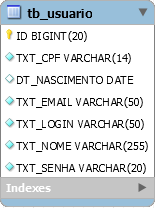 tb_usuario
ID BIGINT(20)
TXT_CPF VARCHAR(14)
DT_NASCIMENTO DATE
TXT_EMAIL VARCHAR(50)
TXT_LOGIN VARCHAR(50)
TXT_NOME VARCHAR(255)
TXT_SENHA VARCHAR(20)
Indexes